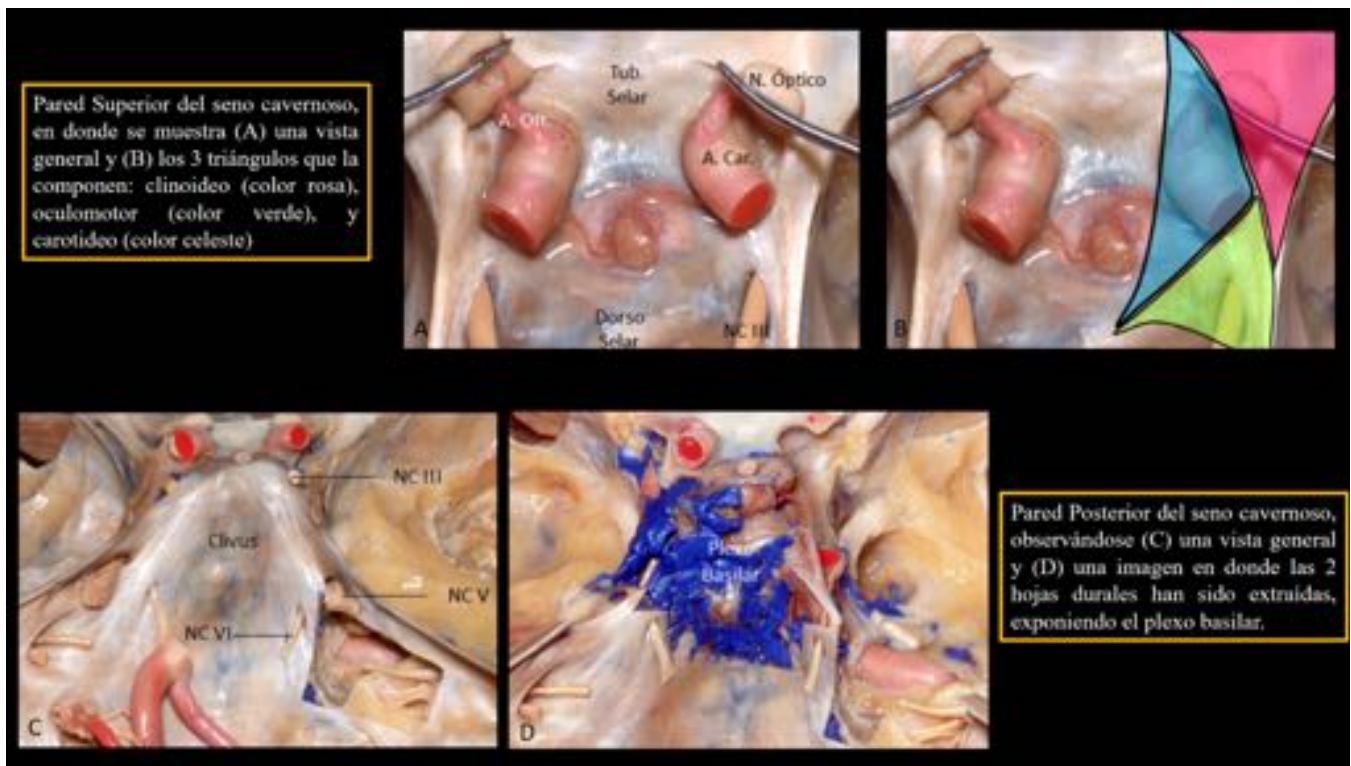 Pared Superior del seno cavernoso,
en donde se muestra (A) una vista
general y (B) los 3 triángulos que la
componen: clinoideo (color rosa),
oculomotor (color verde), y
carotideo (color celeste)
Tub.
Selar
N. Óptico
A. Oft.
A. Car.
Dorso
Selar
NC III
A
B
NC III
Clivus
NC V
NC VI
C
Plexo
Basilar
D
Pared Posterior del seno cavernoso,
observándose (C) una vista general
y (D) una imagen en donde las 2
hojas durales han sido extraídas,
exponiendo el plexo basilar.